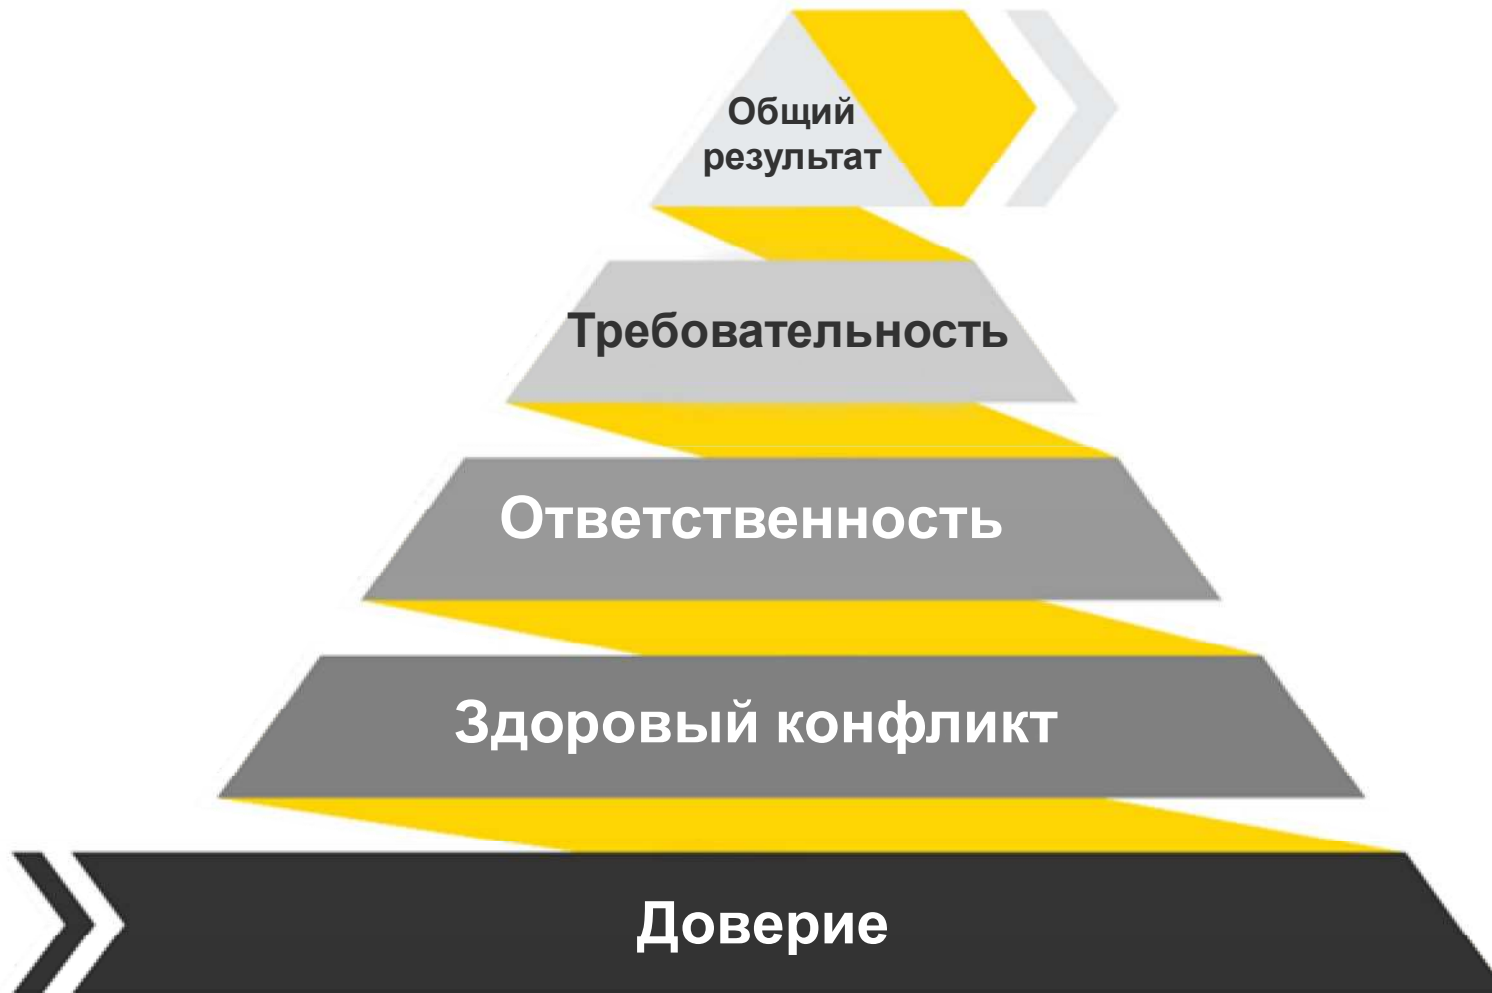 Общий
результат
Требовательность
Ответственность
Здоровый конфликт
Доверие